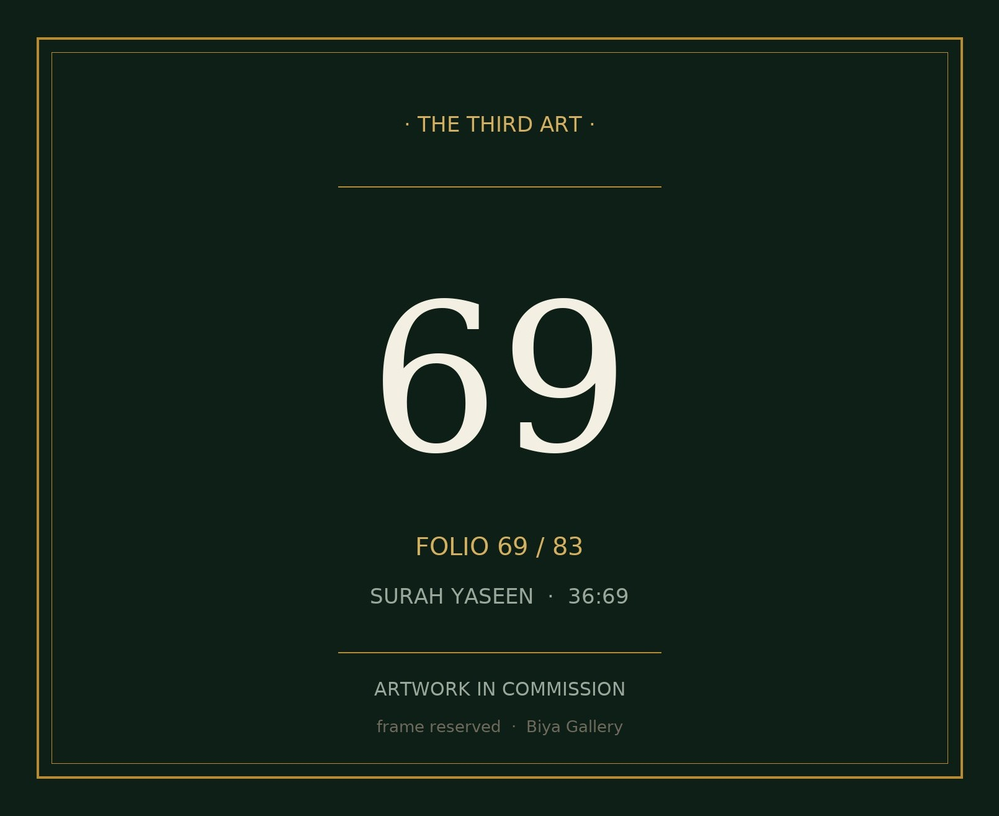 · THE THIRD ART ·
69
FOLIO 69 / 83
SURAH YASEEN · 36:69
ARTWORK IN COMMISSION
frame reserved · Biya Gallery